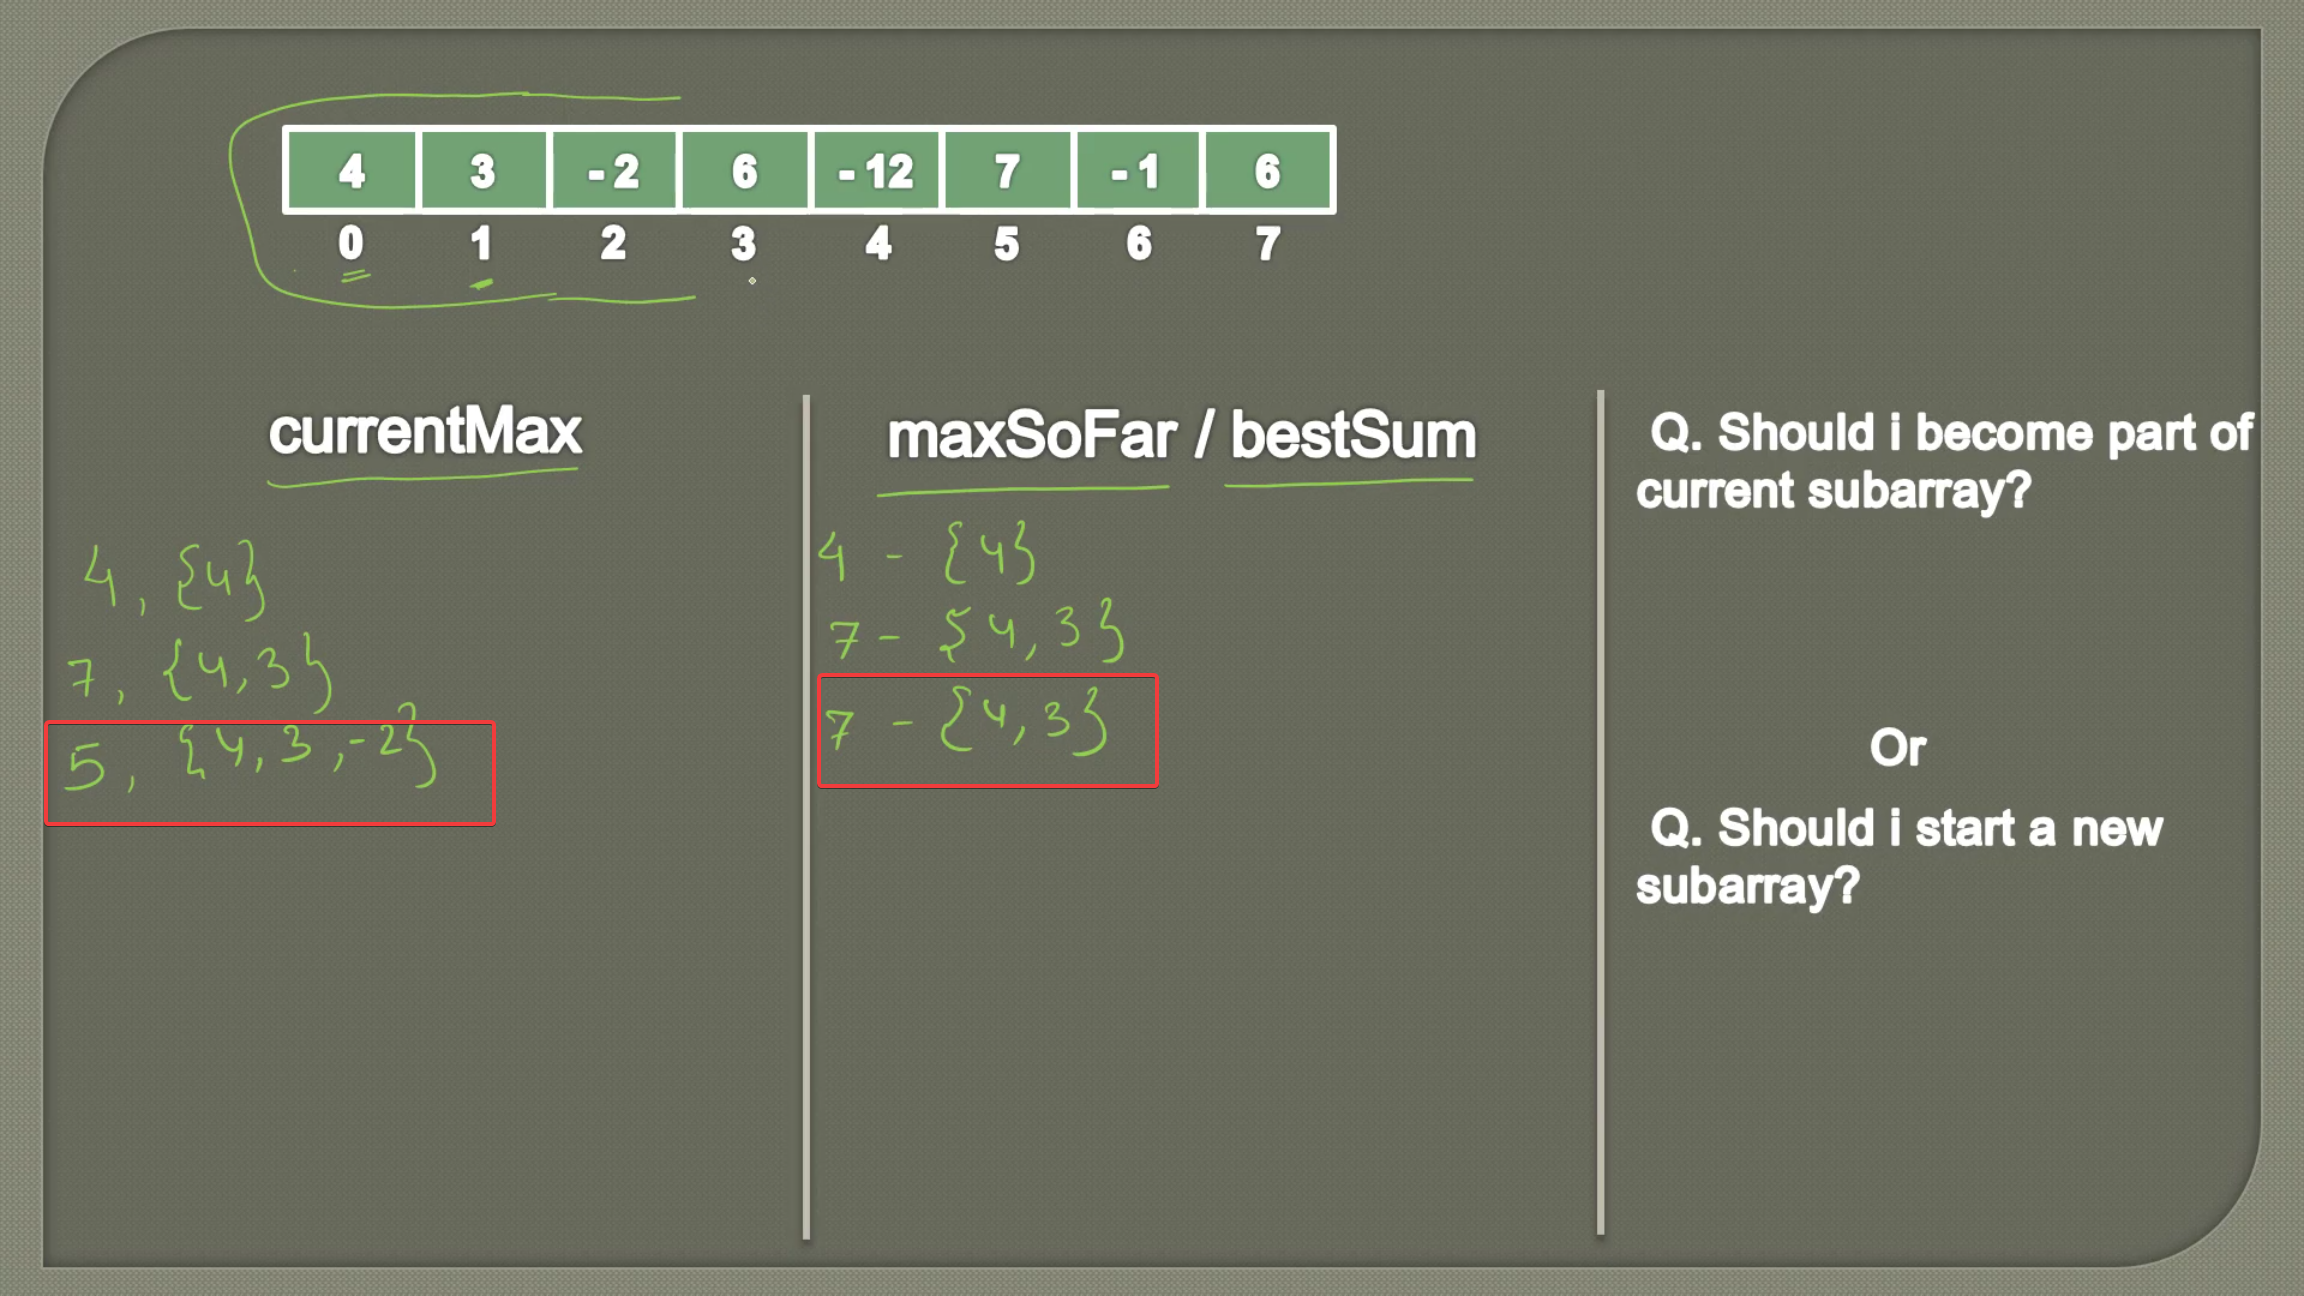 4 3 - 2 6 - 12 7 - 1 6
0 1 2 3 4 5 6 7
currentMax
4, {4}
7, {4,3}
5, {4,3,-2}
maxSoFar / bestSum
4 - {4}
7 - {4,3}
7 - {4,3}
Q. Should i become part of
current subarray?
Or
Q. Should i start a new
subarray?